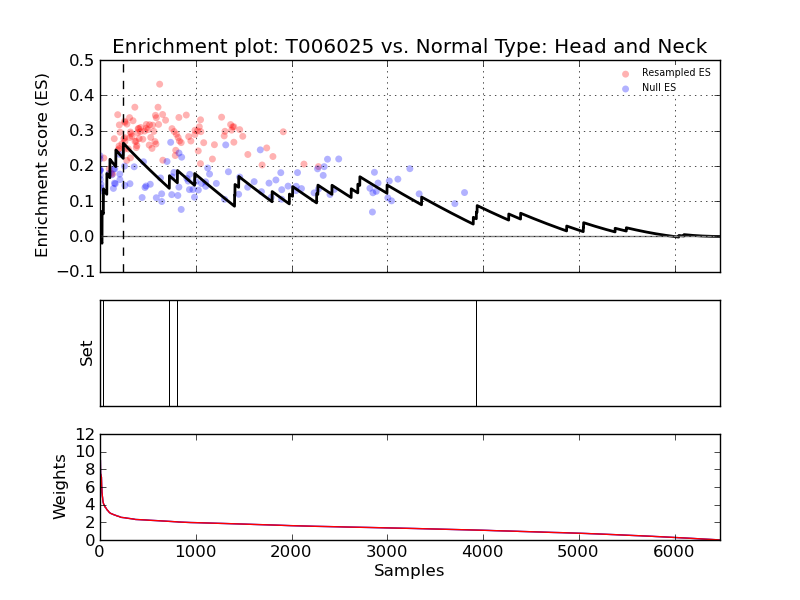 Enrichment plot: T006025 vs. Normal Type: Head and Neck
0.5
0.4
0.3
0.2
0.1
0.0
−0.1
Enrichment score (ES)
Resampled ES
Null ES
Set
12
10
8
6
4
2
0
Weights
0 1000 2000 3000 4000 5000 6000
Samples